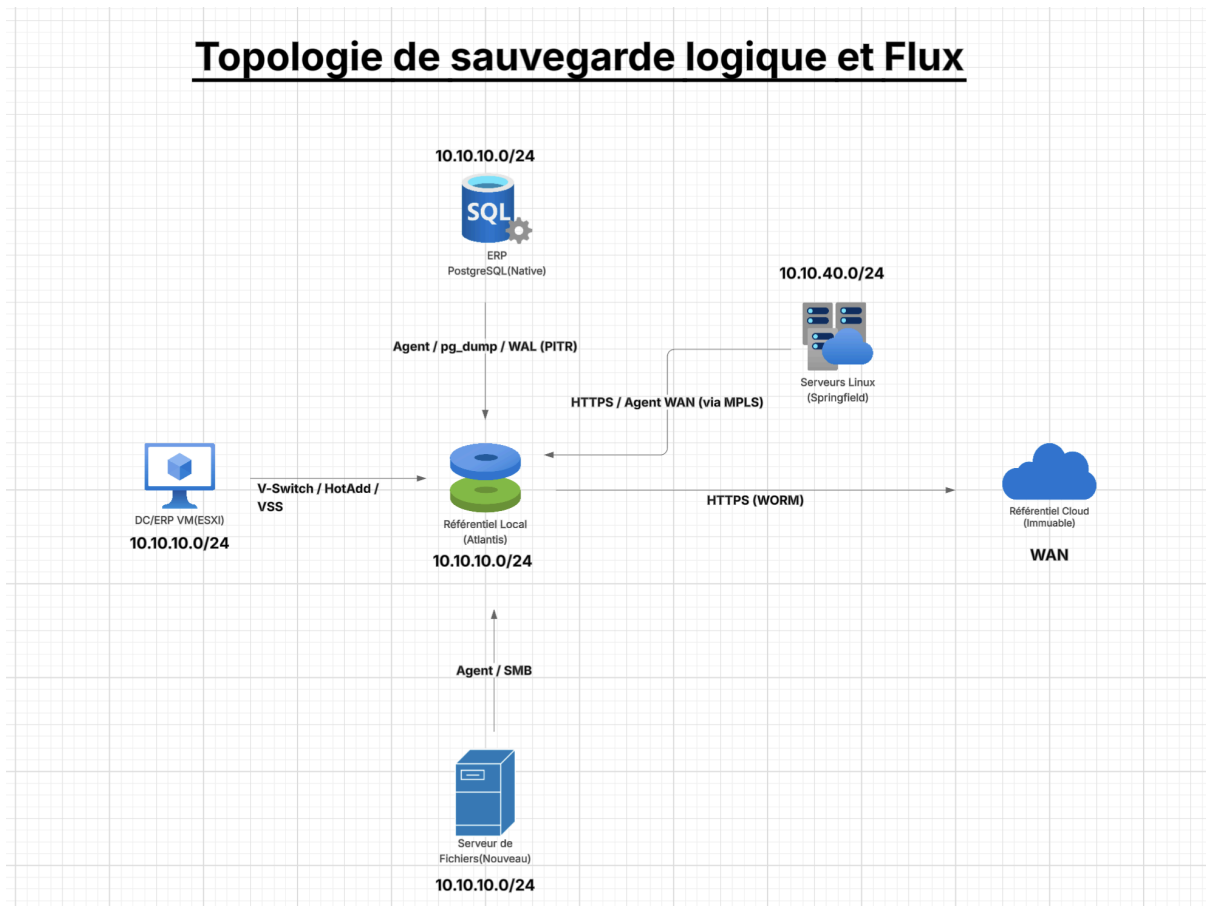 Topologie de sauvegarde logique et Flux
10.10.10.0/24
SQL
ERP
PostgreSQL(Native)
10.10.40.0/24
Serveurs Linux
(Springfield)
Agent / pg_dump / WAL (PITR)
HTTPS / Agent WAN (via MPLS)
DC/ERP VM(ESXI)
10.10.10.0/24
V-Switch / HotAdd /
VSS
Référentiel Local
(Atlantis)
10.10.10.0/24
HTTPS (WORM)
Référentiel Cloud
(Immuable)
WAN
Agent / SMB
Serveur de
Fichiers(Nouveau)
10.10.10.0/24